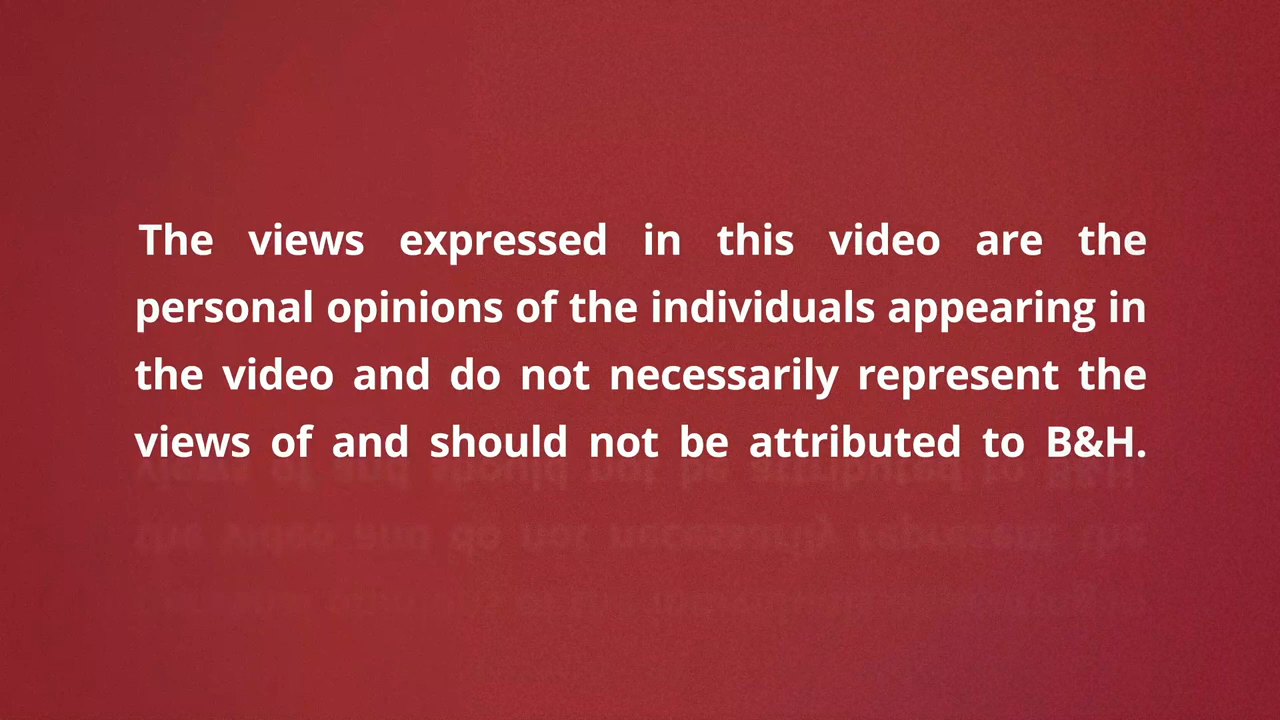 The views expressed in this video are the
personal opinions of the individuals appearing in
the video and do not necessarily represent the
views of and should not be attributed to B&H.